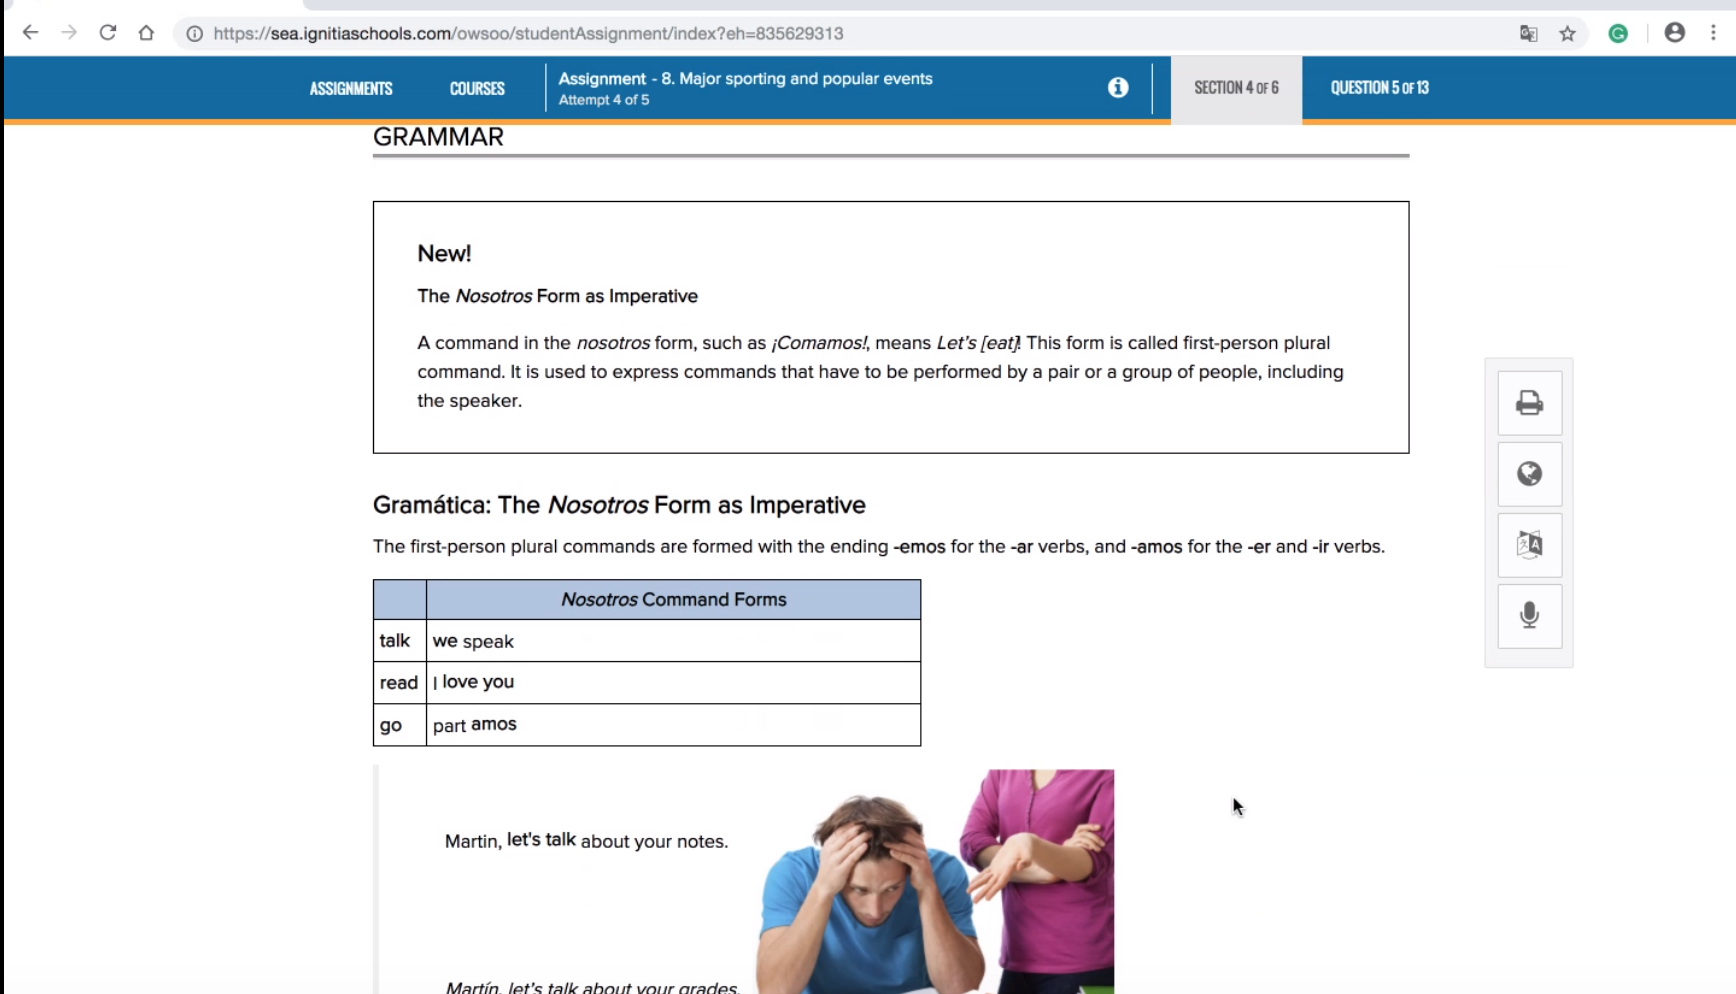 https://sea.ignitiaschools.com/owsoo/studentAssignment/index?eh=835629313
ASSIGNMENTS
COURSES
Assignment - 8. Major sporting and popular events
Attempt 4 of 5
SECTION 4 OF 6
QUESTION 5 OF 13
GRAMMAR
New!
The Nosotros Form as Imperative
A command in the nosotros form, such as ¡Comamos!, means Let's [eat]! This form is called first-person plural
command. It is used to express commands that have to be performed by a pair or a group of people, including
the speaker.
Gramática: The Nosotros Form as Imperative
The first-person plural commands are formed with the ending -emos for the -ar verbs, and -amos for the -er and -ir verbs.
Nosotros Command Forms
talk we speak
read I love you
go part amos
Martin, let's talk about your notes.
Martín, let's talk about your grades.